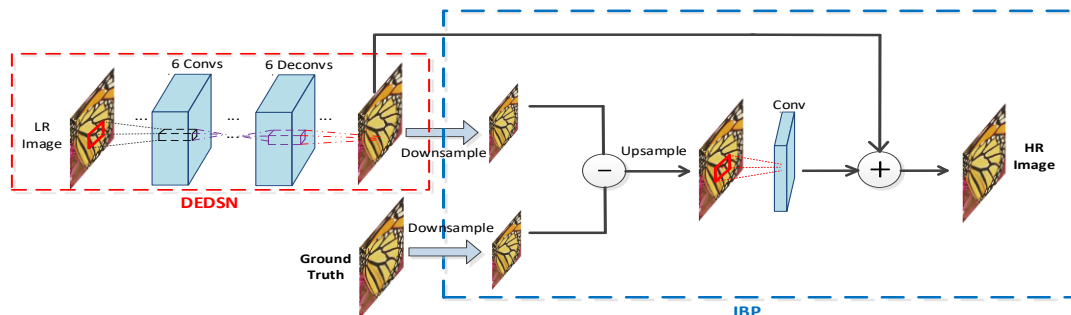 6 Convs
6 Deconvs
...
...
...
LR
Image
Downsample
DEDSN
Ground
Truth
Downsample
−
Upsample
Conv
+
HR
Image
IBP